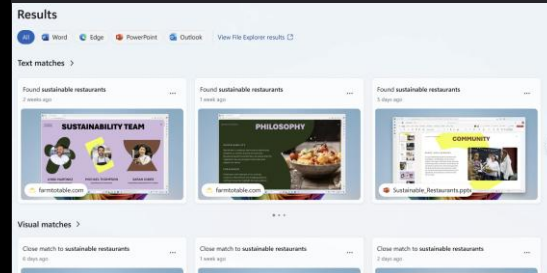 Results
All Word Edge PowerPoint Outlook View File Explorer results
Text matches >
Found sustainable restaurants ...
2 weeks ago
SUSTAINABILITY TEAM
farmtotable.com
Found sustainable restaurants ...
1 week ago
PHILOSOPHY
farmtotable.com
Found sustainable restaurants ...
5 days ago
COMMUNITY
Sustainable_Restaurants.pptx
Visual matches >
Close match to sustainable restaurants ...
6 days ago
Close match to sustainable restaurants ...
1 week ago
Close match to sustainable restaurants ...
2 days ago